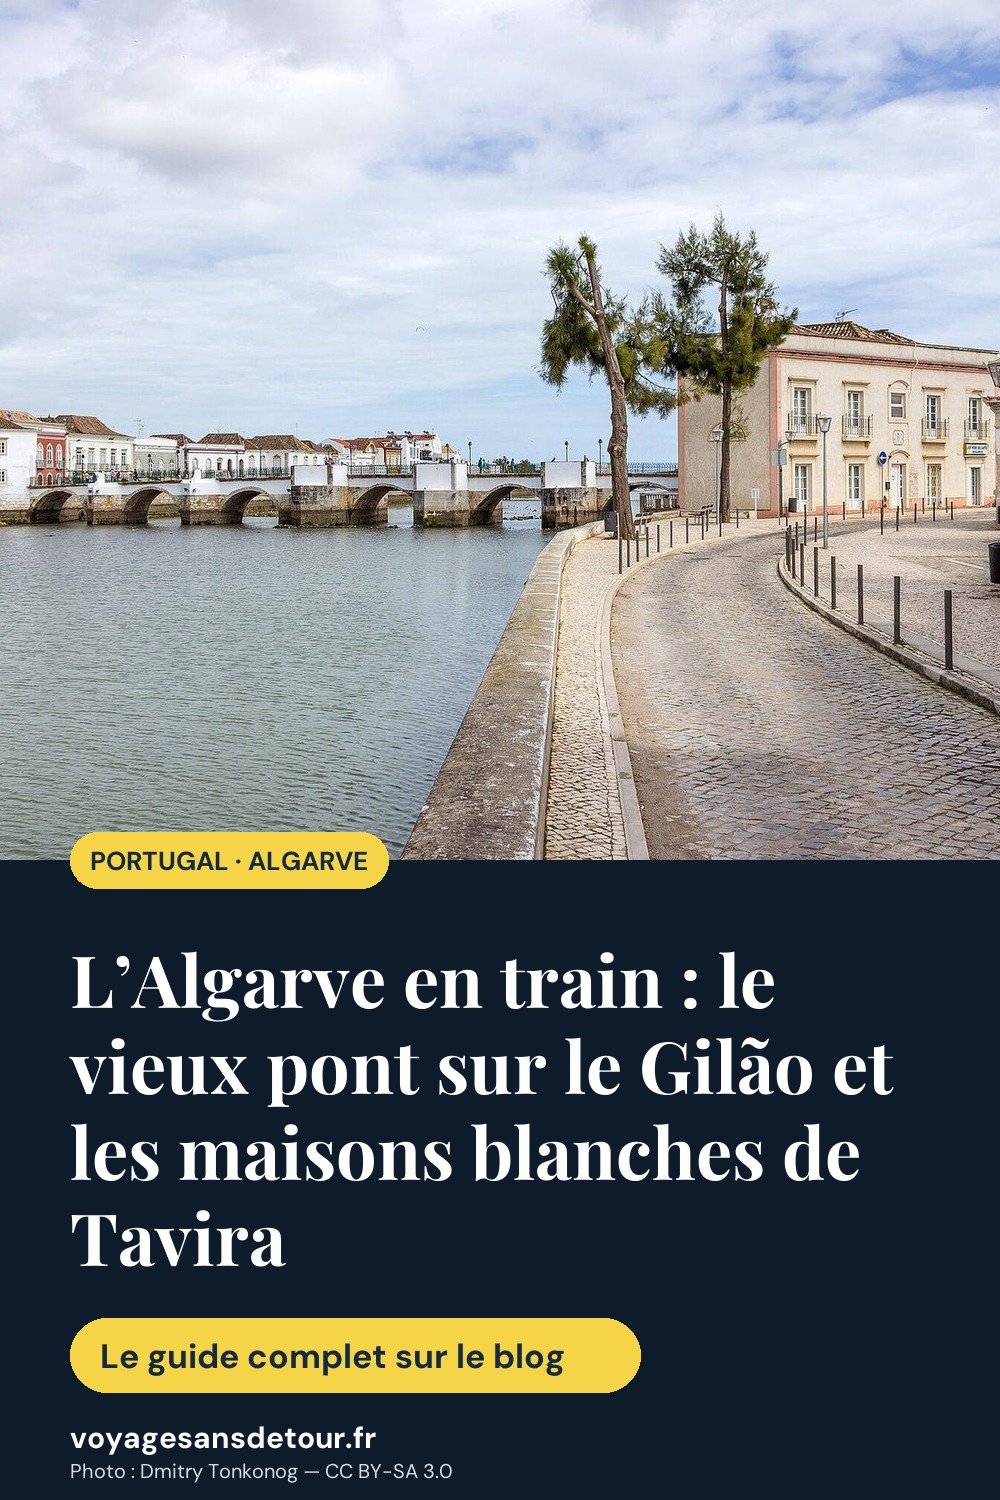 PORTUGAL · ALGARVE
L’Algarve en train : le
vieux pont sur le Gilão et
les maisons blanches de
Tavira
Le guide complet sur le blog
voyagesansdetour.fr
Photo : Dmitry Tonkonog — CC BY-SA 3.0